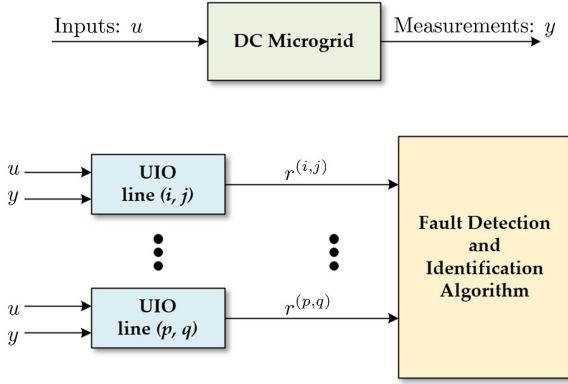 Inputs: u
DC Microgrid
Measurements: y
u
y
UIO
line (i, j)
r^{(i,j)}
Fault Detection
and
Identification
Algorithm
u
y
UIO
line (p, q)
r^{(p,q)}